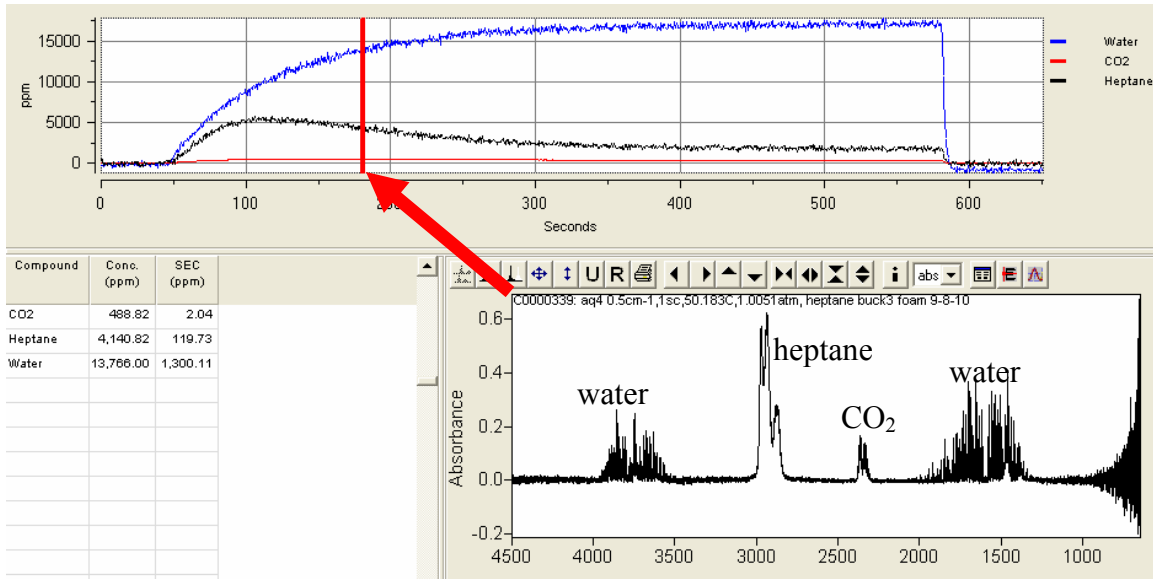 15000
10000
5000
0
ppm
0 100 200 300 400 500 600
Seconds
Water
CO2
Heptane
Compound Conc. (ppm) SEC (ppm)
CO2 488.82 2.04
Heptane 4,140.82 119.73
Water 13,766.00 1,300.11
U R i abs
C0000339: aq4 0.5cm-1,1sc,50.183C,1.0051atm, heptane buck3 foam 9-8-10
0.6
0.4
0.2
0.0
-0.2
Absorbance
heptane
water
water
CO₂
4500 4000 3500 3000 2500 2000 1500 1000